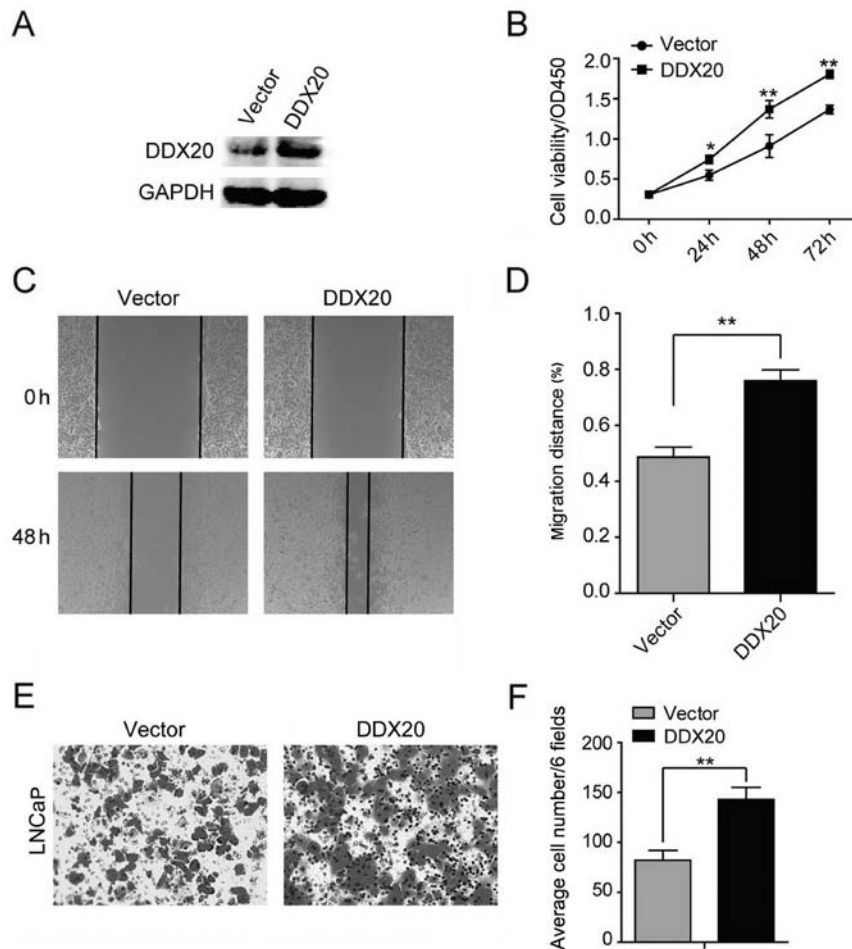 A
Vector
DDX20
DDX20
GAPDH
B
Vector
DDX20
Cell viability/OD450
2.0
1.5
1.0
0.5
0.0
*
**
**
0h
24h
48h
72h
C
Vector
DDX20
0h
48h
D
Migration distance (%)
1.0
0.8
0.6
0.4
0.2
0.0
**
Vector
DDX20
E
Vector
DDX20
LNCaP
F
Vector
DDX20
Average cell number/6 fields
200
150
100
50
0
**